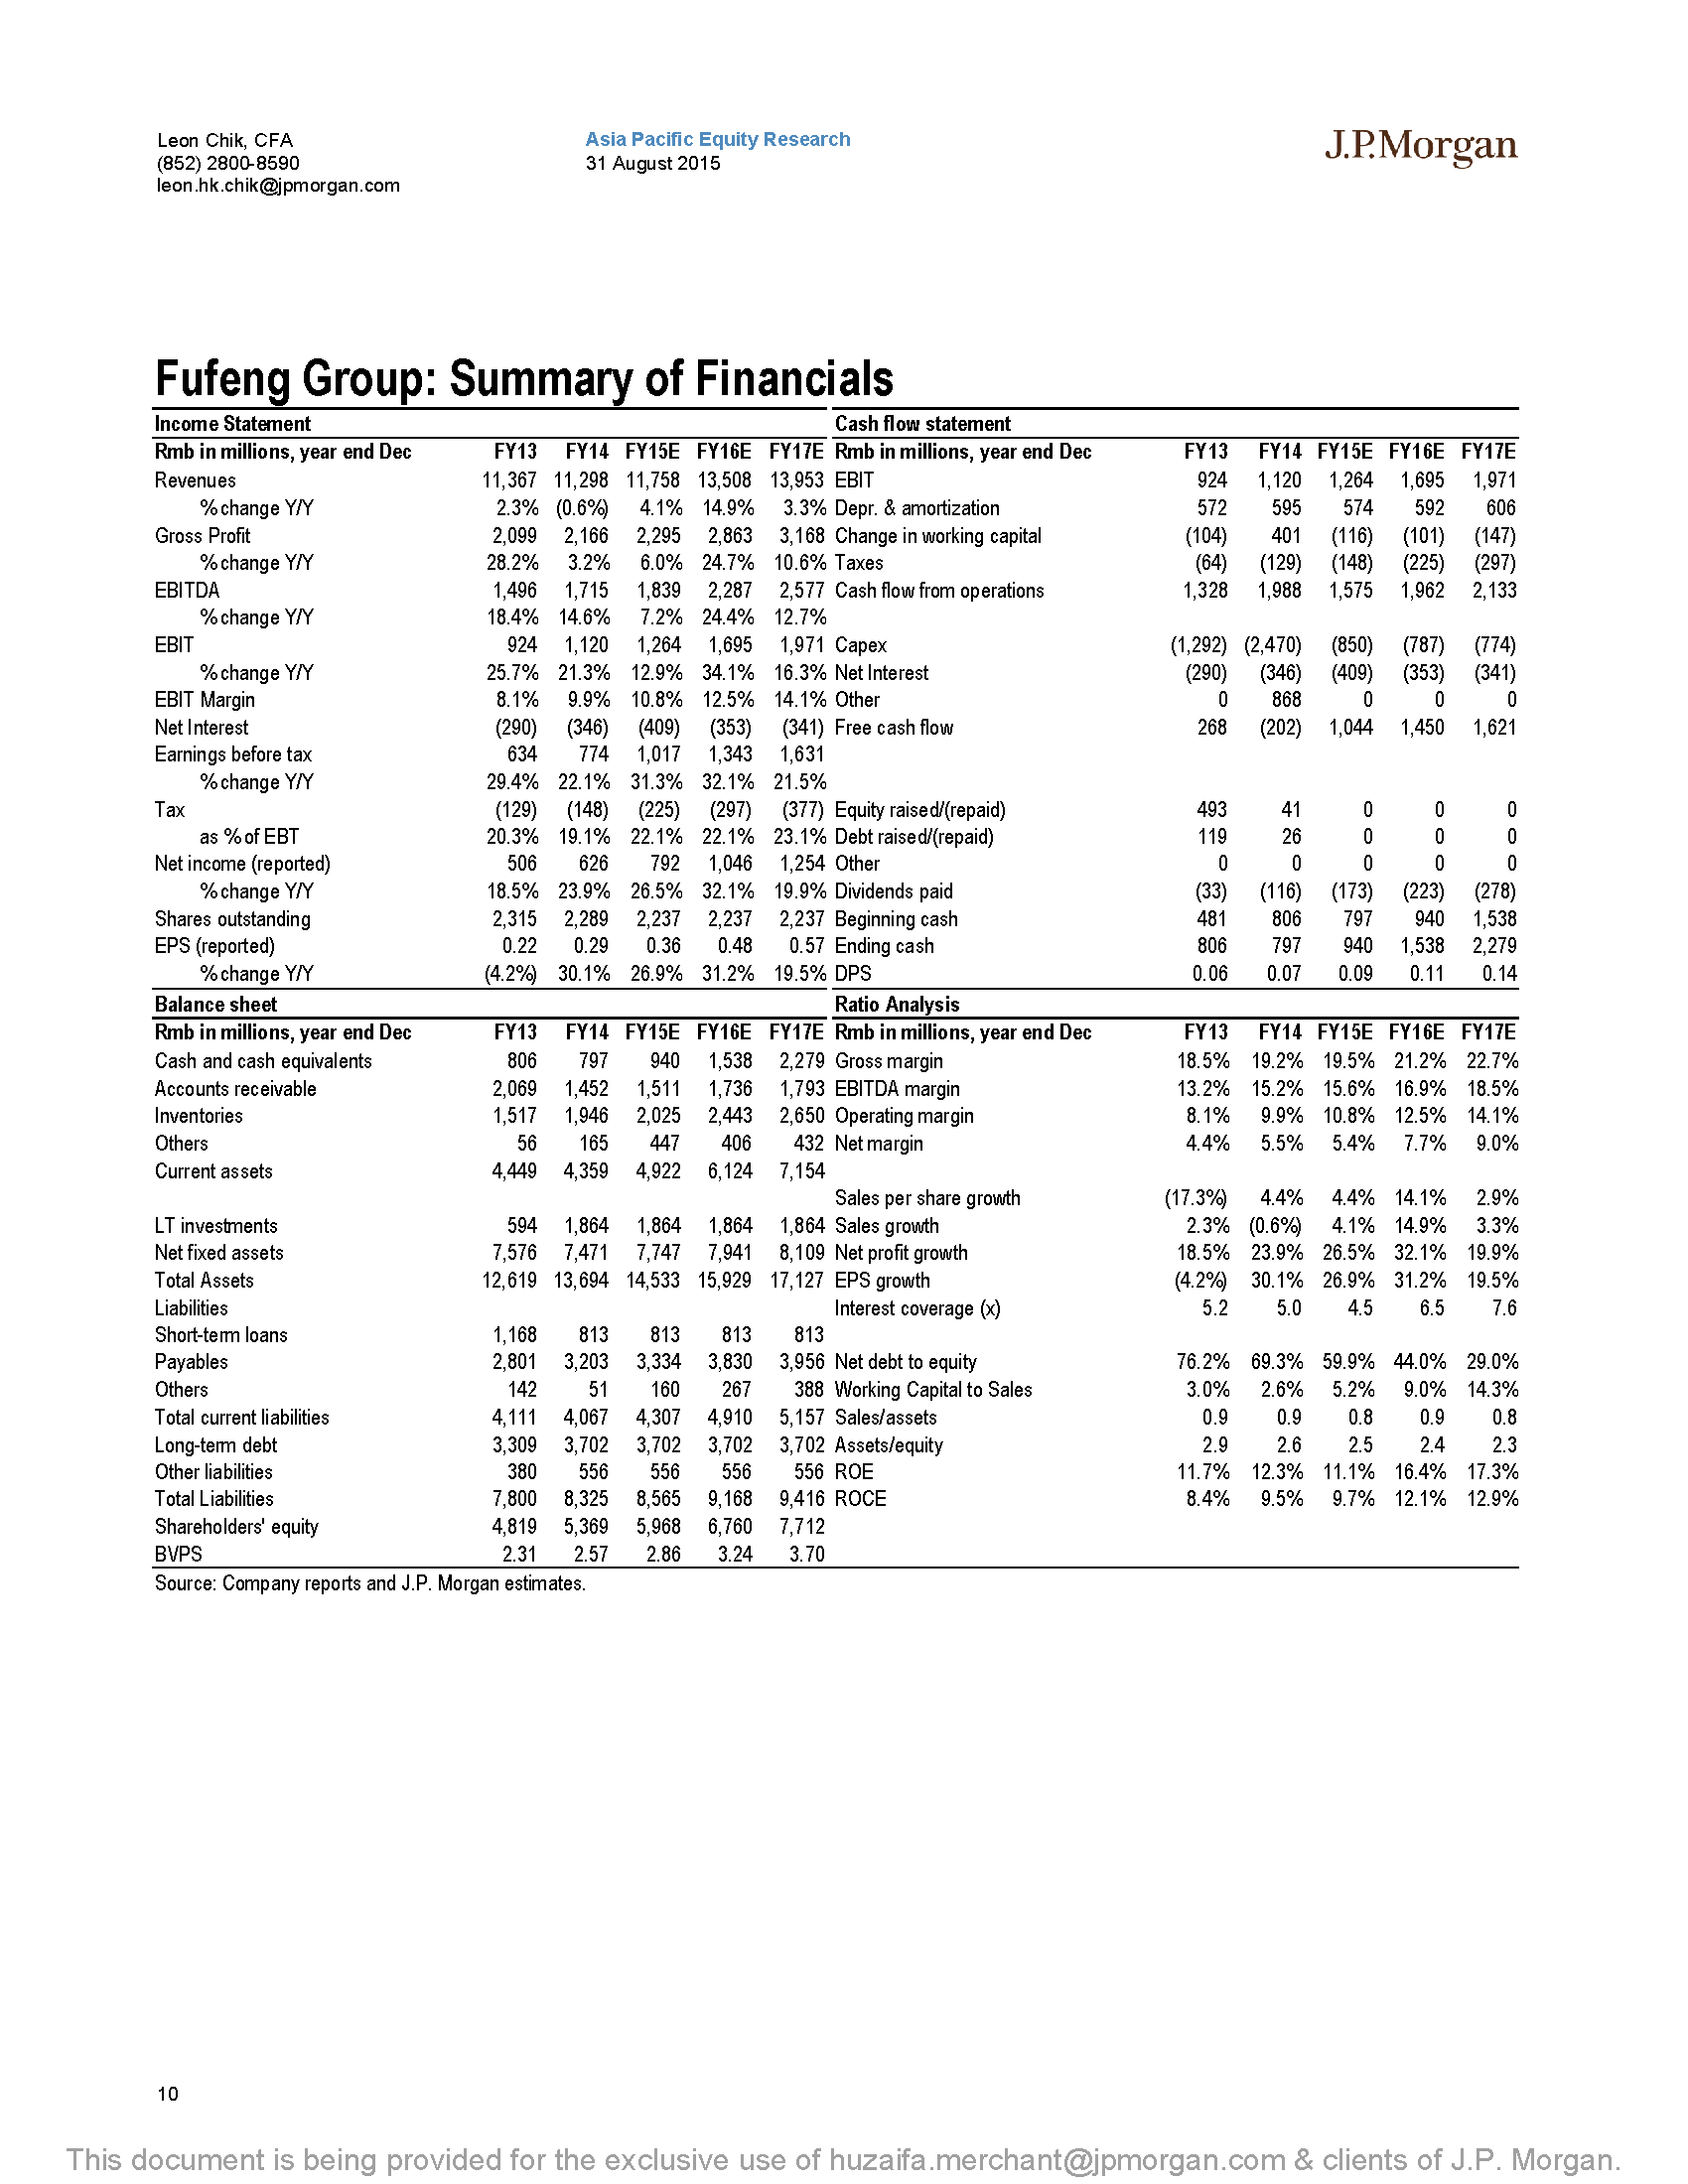 Leon Chik, CFA
(852) 2800-8590
leon.hk.chik@jpmorgan.com
Asia Pacific Equity Research
31 August 2015
J.P.Morgan
Fufeng Group: Summary of Financials
Income Statement
Rmb in millions, year end Dec FY13 FY14 FY15E FY16E FY17E
Revenues 11,367 11,298 11,758 13,508 13,953
% change Y/Y 2.3% (0.6%) 4.1% 14.9% 3.3%
Gross Profit 2,099 2,166 2,295 2,863 3,168
% change Y/Y 28.2% 3.2% 6.0% 24.7% 10.6%
EBITDA 1,496 1,715 1,839 2,287 2,577
% change Y/Y 18.4% 14.6% 7.2% 24.4% 12.7%
EBIT 924 1,120 1,264 1,695 1,971
% change Y/Y 25.7% 21.3% 12.9% 34.1% 16.3%
EBIT Margin 8.1% 9.9% 10.8% 12.5% 14.1%
Net Interest (290) (346) (409) (353) (341)
Earnings before tax 634 774 1,017 1,343 1,631
% change Y/Y 29.4% 22.1% 31.3% 32.1% 21.5%
Tax (129) (148) (225) (297) (377)
as % of EBT 20.3% 19.1% 22.1% 22.1% 23.1%
Net income (reported) 506 626 792 1,046 1,254
% change Y/Y 18.5% 23.9% 26.5% 32.1% 19.9%
Shares outstanding 2,315 2,289 2,237 2,237 2,237
EPS (reported) 0.22 0.29 0.36 0.48 0.57
% change Y/Y (4.2%) 30.1% 26.9% 31.2% 19.5%
Cash flow statement
Rmb in millions, year end Dec FY13 FY14 FY15E FY16E FY17E
EBIT 924 1,120 1,264 1,695 1,971
Depr. & amortization 572 595 574 592 606
Change in working capital (104) 401 (116) (101) (147)
Taxes (64) (129) (148) (225) (297)
Cash flow from operations 1,328 1,988 1,575 1,962 2,133
Capex (1,292) (2,470) (850) (787) (774)
Net Interest (290) (346) (409) (353) (341)
Other 0 868 0 0 0
Free cash flow 268 (202) 1,044 1,450 1,621
Equity raised/(repaid) 493 41 0 0 0
Debt raised/(repaid) 119 26 0 0 0
Other 0 0 0 0 0
Dividends paid (33) (116) (173) (223) (278)
Beginning cash 481 806 797 940 1,538
Ending cash 806 797 940 1,538 2,279
DPS 0.06 0.07 0.09 0.11 0.14
Balance sheet
Rmb in millions, year end Dec FY13 FY14 FY15E FY16E FY17E
Cash and cash equivalents 806 797 940 1,538 2,279
Accounts receivable 2,069 1,452 1,511 1,736 1,793
Inventories 1,517 1,946 2,025 2,443 2,650
Others 56 165 447 406 432
Current assets 4,449 4,359 4,922 6,124 7,154
LT investments 594 1,864 1,864 1,864 1,864
Net fixed assets 7,576 7,471 7,747 7,941 8,109
Total Assets 12,619 13,694 14,533 15,929 17,127
Liabilities
Short-term loans 1,168 813 813 813 813
Payables 2,801 3,203 3,334 3,830 3,956
Others 142 51 160 267 388
Total current liabilities 4,111 4,067 4,307 4,910 5,157
Long-term debt 3,309 3,702 3,702 3,702 3,702
Other liabilities 380 556 556 556 556
Total Liabilities 7,800 8,325 8,565 9,168 9,416
Shareholders' equity 4,819 5,369 5,968 6,760 7,712
BVPS 2.31 2.57 2.86 3.24 3.70
Ratio Analysis
Rmb in millions, year end Dec FY13 FY14 FY15E FY16E FY17E
Gross margin 18.5% 19.2% 19.5% 21.2% 22.7%
EBITDA margin 13.2% 15.2% 15.6% 16.9% 18.5%
Operating margin 8.1% 9.9% 10.8% 12.5% 14.1%
Net margin 4.4% 5.5% 5.4% 7.7% 9.0%
Sales per share growth (17.3%) 4.4% 4.4% 14.1% 2.9%
Sales growth 2.3% (0.6%) 4.1% 14.9% 3.3%
Net profit growth 18.5% 23.9% 26.5% 32.1% 19.9%
EPS growth (4.2%) 30.1% 26.9% 31.2% 19.5%
Interest coverage (x) 5.2 5.0 4.5 6.5 7.6
Net debt to equity 76.2% 69.3% 59.9% 44.0% 29.0%
Working Capital to Sales 3.0% 2.6% 5.2% 9.0% 14.3%
Sales/assets 0.9 0.9 0.8 0.9 0.8
Assets/equity 2.9 2.6 2.5 2.4 2.3
ROE 11.7% 12.3% 11.1% 16.4% 17.3%
ROCE 8.4% 9.5% 9.7% 12.1% 12.9%
Source: Company reports and J.P. Morgan estimates.
10
This document is being provided for the exclusive use of huzaifa.merchant@jpmorgan.com & clients of J.P. Morgan.